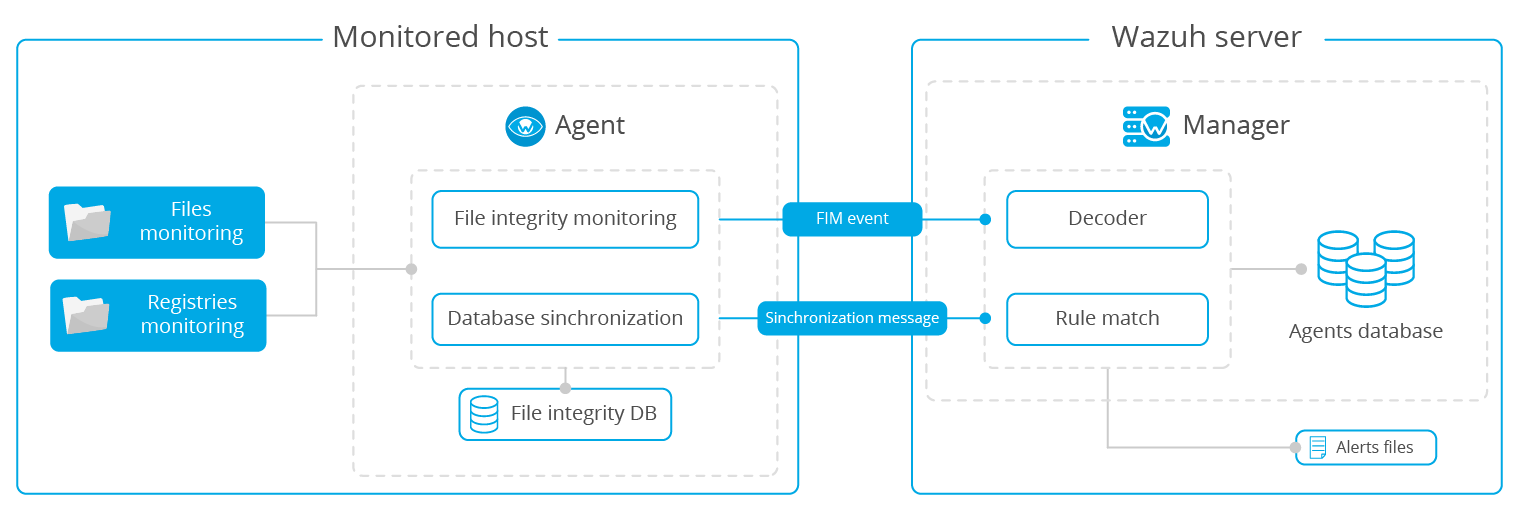 Monitored host
Wazuh server
Agent
Manager
Files
monitoring
Registries
monitoring
File integrity monitoring
Database sinchronization
File integrity DB
FIM event
Sinchronization message
Decoder
Rule match
Agents database
Alerts files